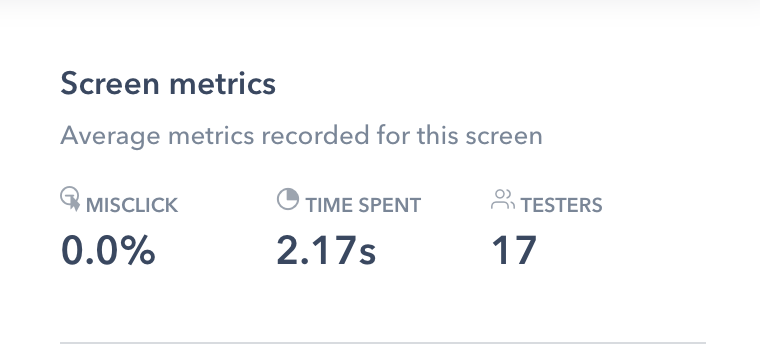 Screen metrics
Average metrics recorded for this screen
MISCLICK TIME SPENT TESTERS
0.0% 2.17s 17